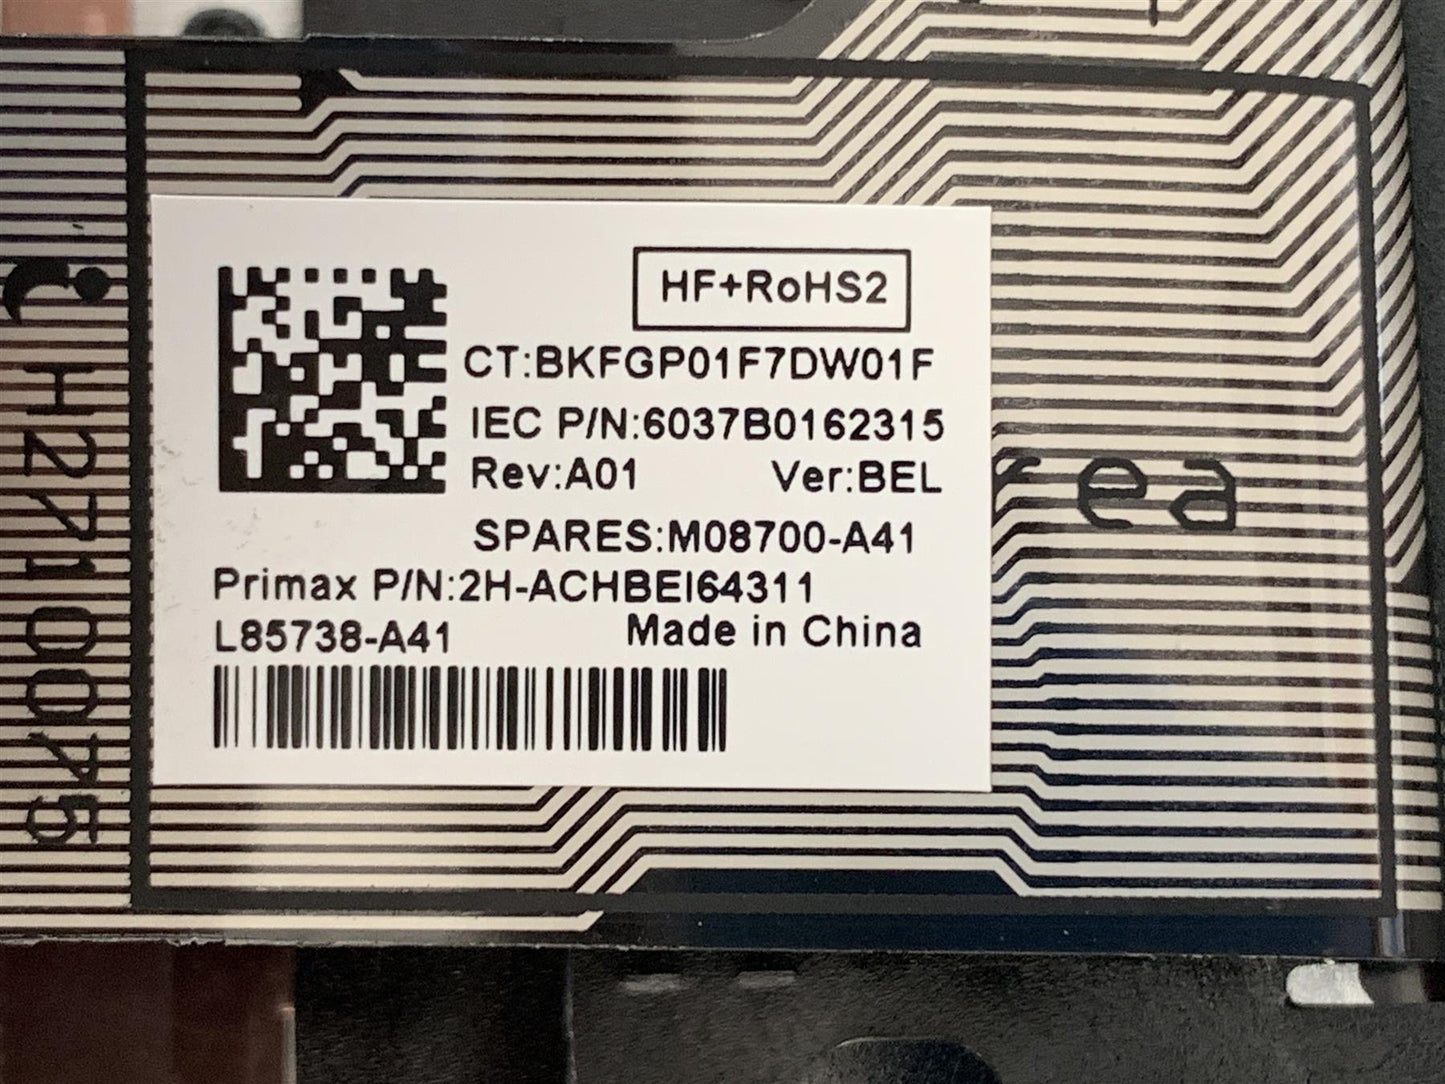 HF+RoHS2
CT:BKFGP01F7DW01F
IEC P/N:6037B0162315
Rev:A01 Ver:BEL
SPARES:M08700-A41
Primax P/N:2H-ACHBEI64311
L85738-A41 Made in China
H2710075
ea